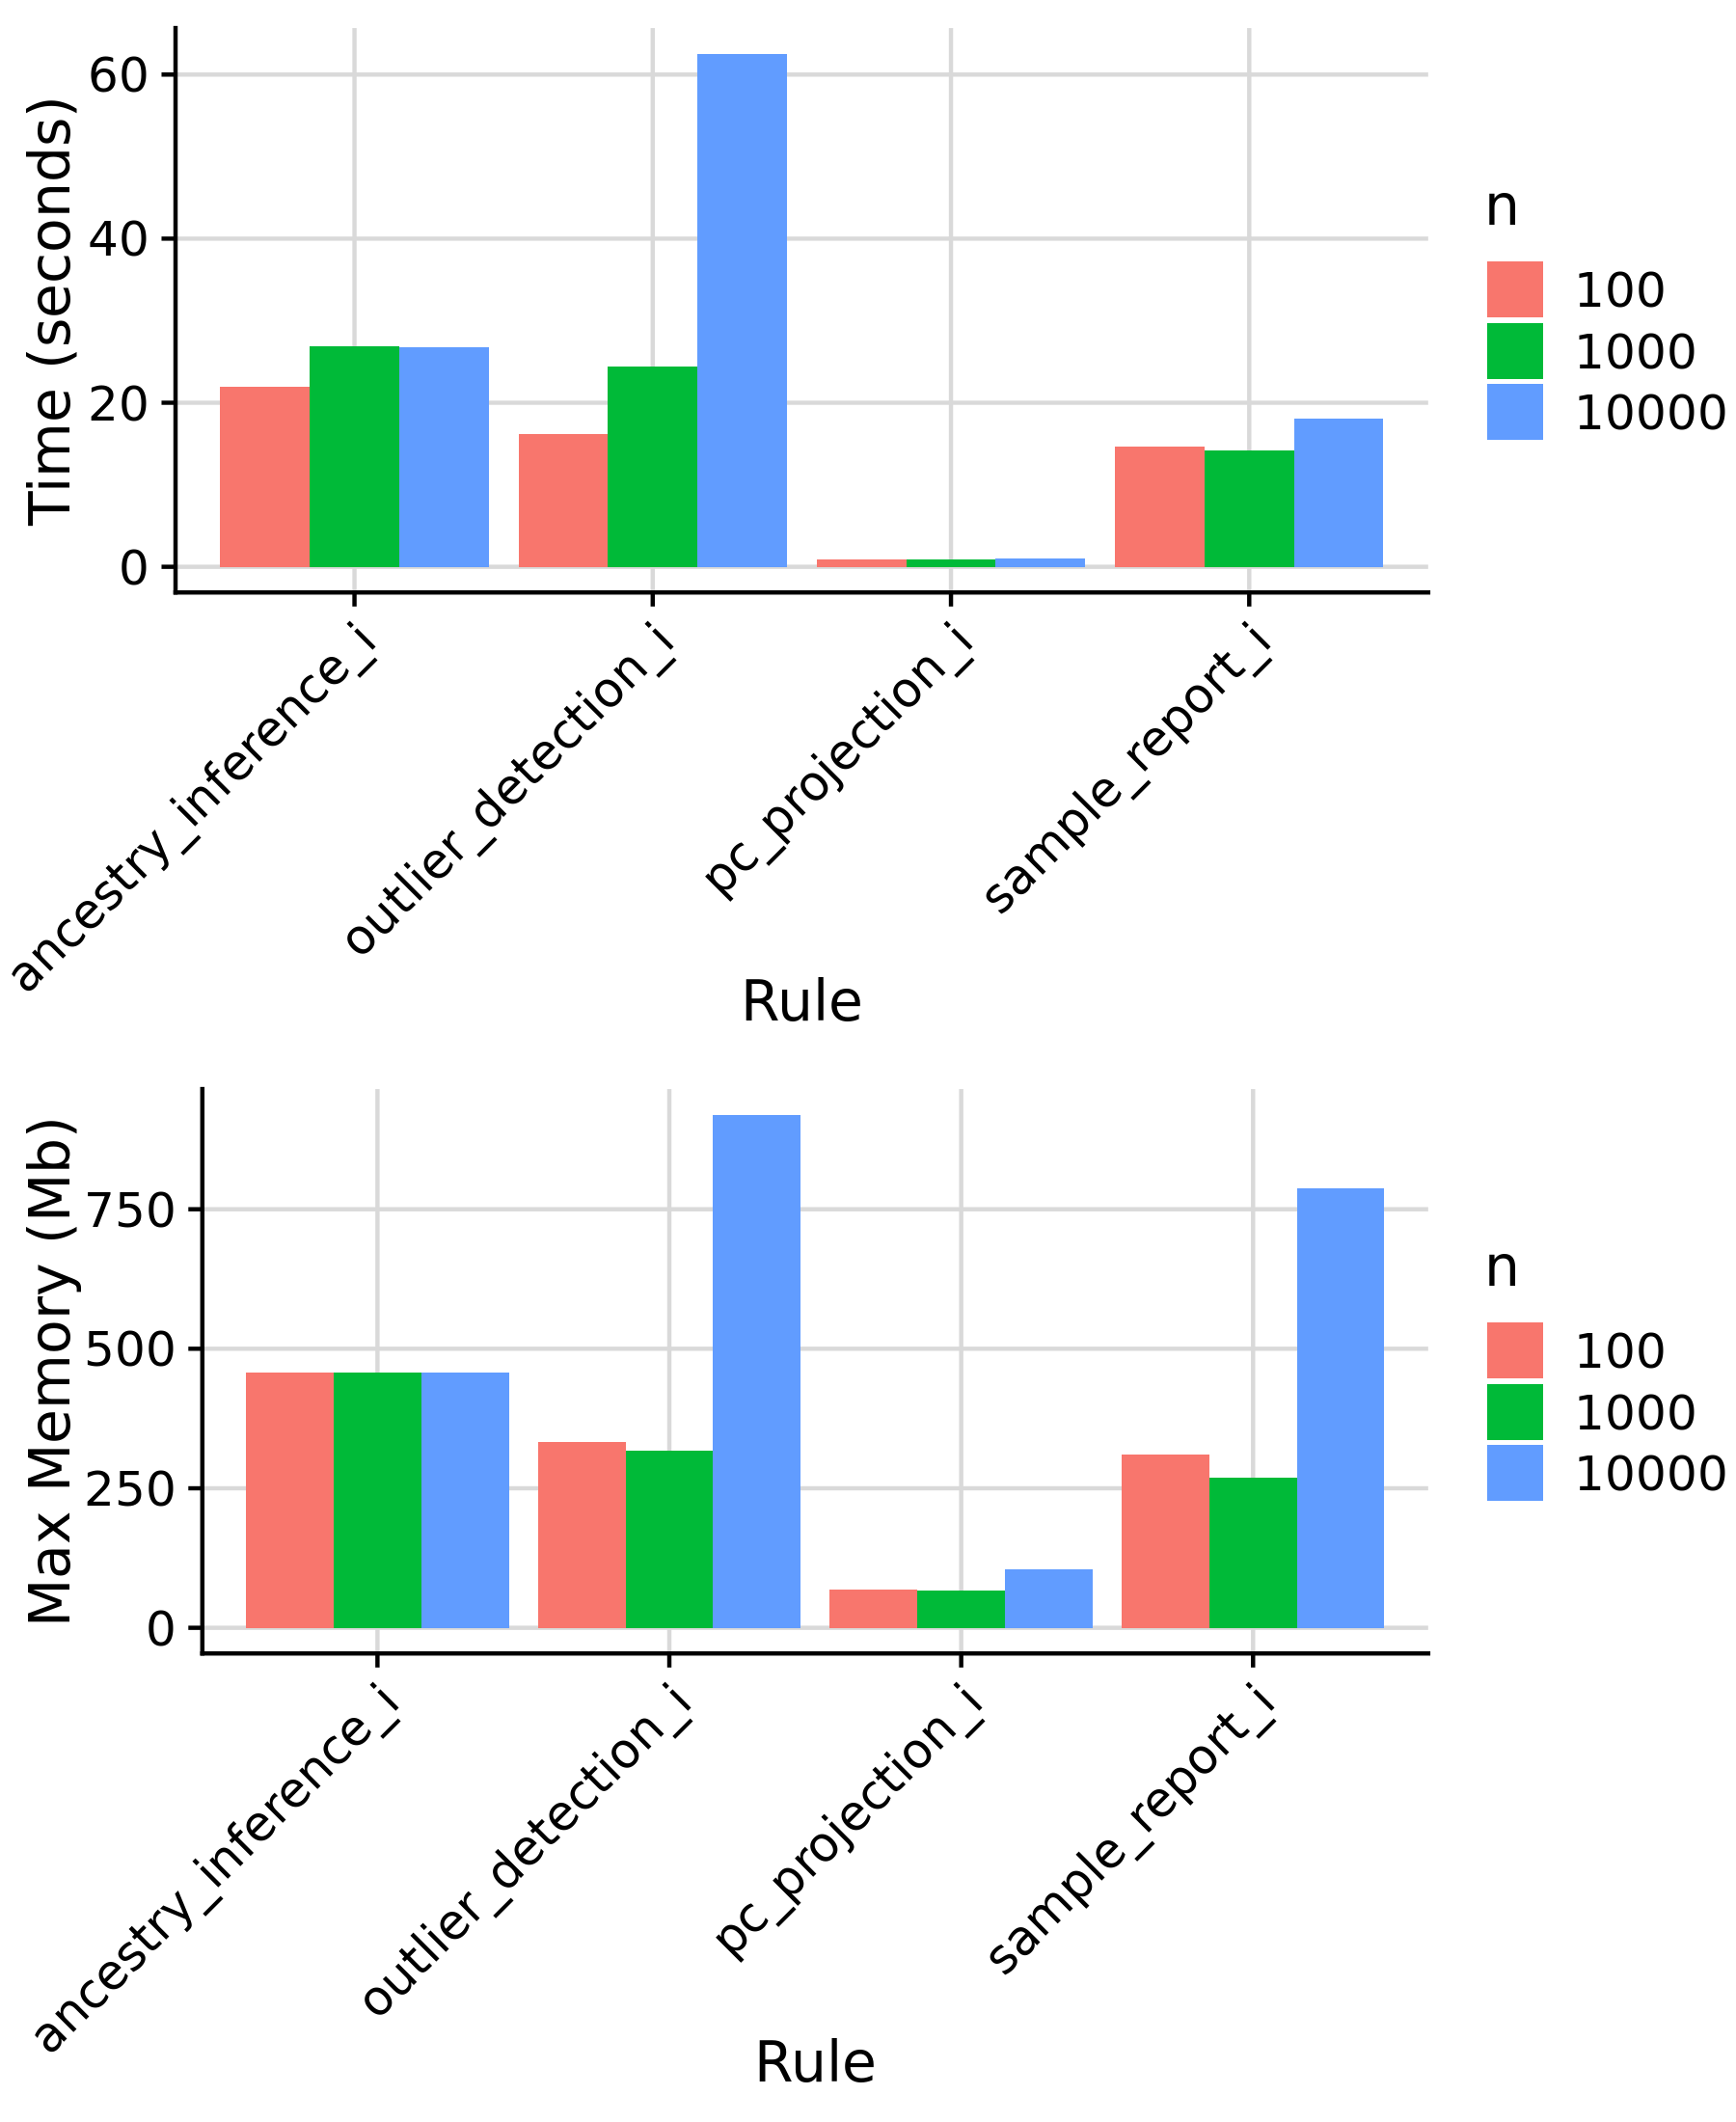 Time (seconds)
60
40
20
0
ancestry_inference_i
outlier_detection_i
pc_projection_i
sample_report_i
Rule
n
100
1000
10000
Max Memory (Mb)
750
500
250
0
ancestry_inference_i
outlier_detection_i
pc_projection_i
sample_report_i
Rule
n
100
1000
10000